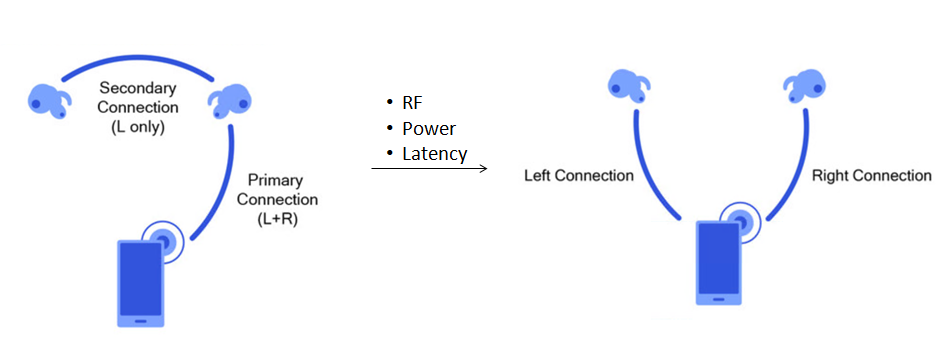 Secondary
Connection
(L only)
Primary
Connection
(L+R)
• RF
• Power
• Latency
Left Connection
Right Connection